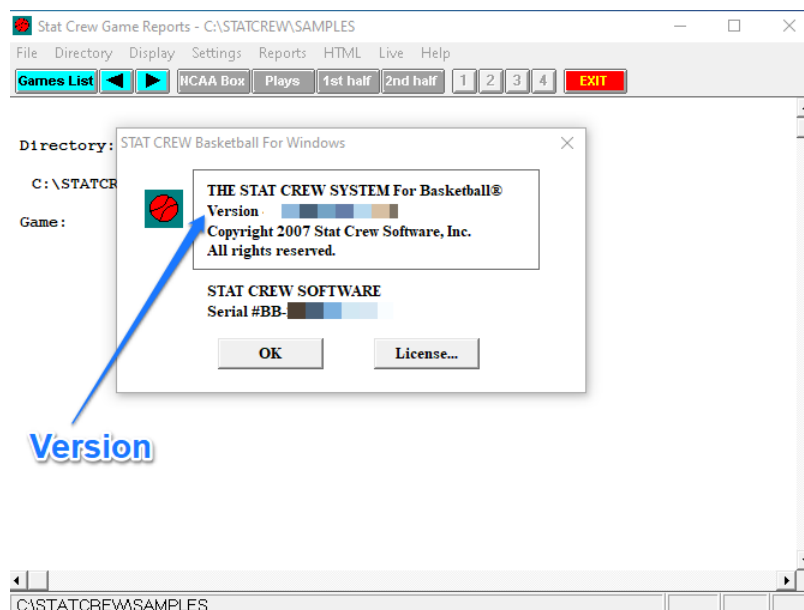 Stat Crew Game Reports - C:\STATCREW\SAMPLES
File Directory Display Settings Reports HTML Live Help
Games List NCAA Box Plays 1st half 2nd half 1 2 3 4 EXIT
Directory:
C:\STATCR
Game:
STAT CREW Basketball For Windows
THE STAT CREW SYSTEM For Basketball®
Version
Copyright 2007 Stat Crew Software, Inc.
All rights reserved.
STAT CREW SOFTWARE
Serial #BB-
OK License...
Version
C:\STATCREW\SAMPLES